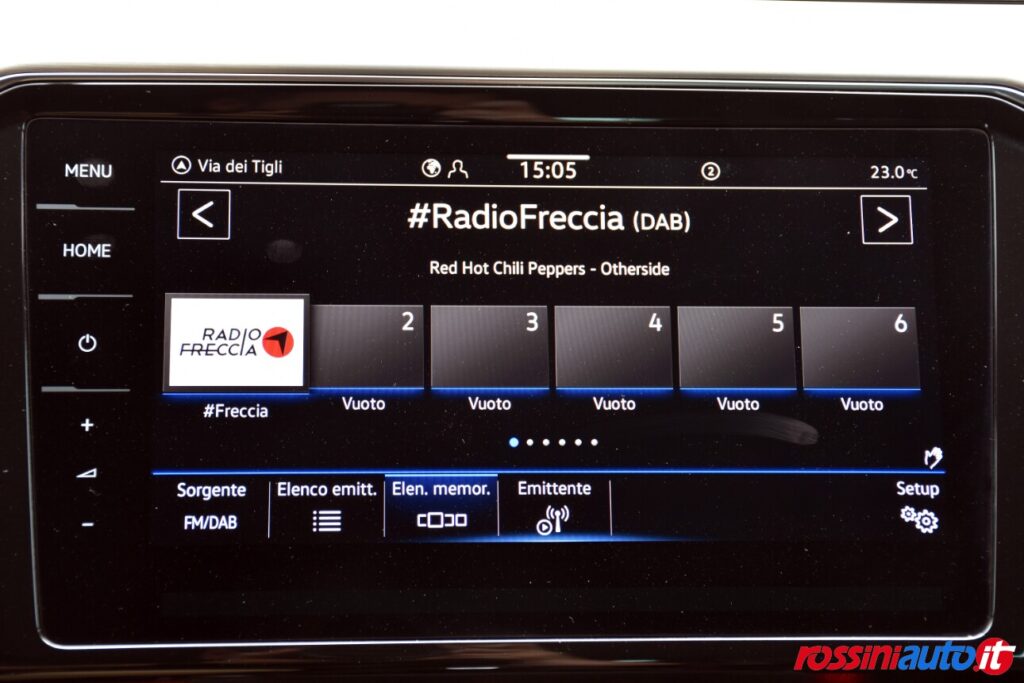 MENU
HOME
+
-
Via dei Tigli
15:05
2
23.0°C
<
#RadioFreccia (DAB)
>
Red Hot Chili Peppers - Otherside
RADIO
FRECCIA
2
3
4
5
6
#Freccia
Vuoto
Vuoto
Vuoto
Vuoto
Vuoto
Sorgente
FM/DAB
Elenco emitt.
Elen. memor.
Emittente
Setup
rossiniauto.it